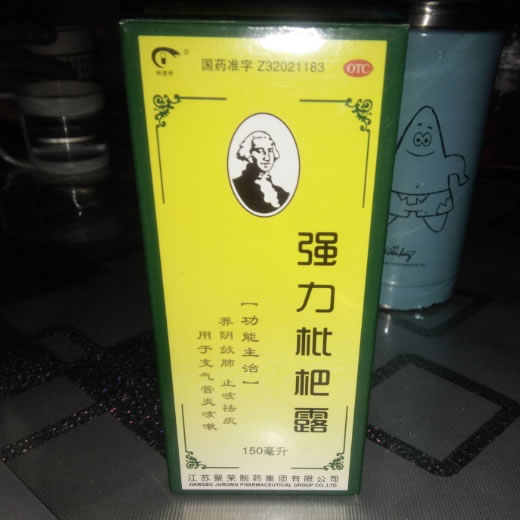 国药准字 Z32021183
OTC
强力枇杷露
【功能主治】
养阴敛肺 止咳祛痰
用于支气管炎咳嗽
150毫升
江苏聚荣制药集团有限公司
JIANGSU JURONG PHARMACEUTICAL GROUP CO.,LTD.